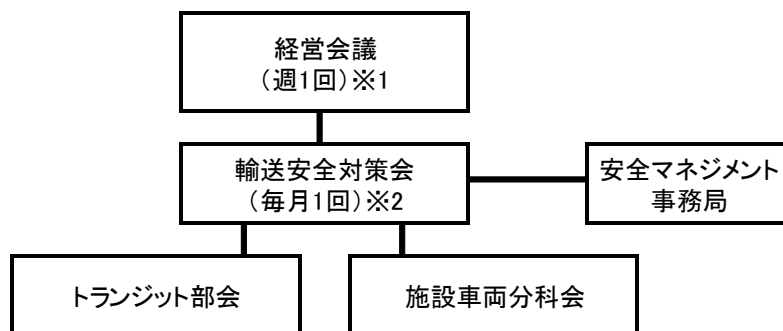 経営会議
（週1回）※1
輸送安全対策会
（毎月1回）※2
安全マネジメント
事務局
トランジット部会
施設車両分科会